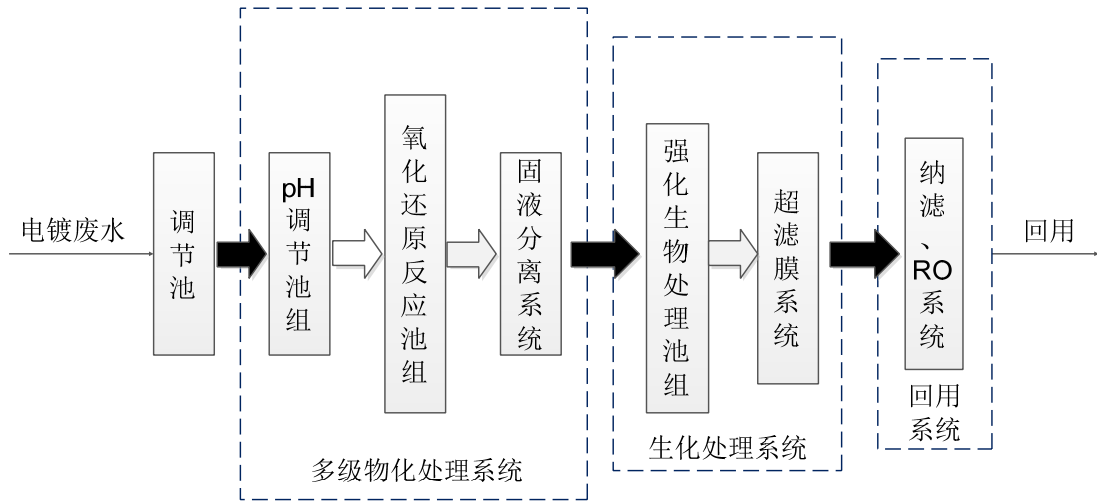 电镀废水
调节池
pH调节池组
氧化还原反应池组
固液分离系统
多级物化处理系统
强化生物处理池组
超滤膜系统
生化处理系统
纳滤、RO系统
回用
系统
回用